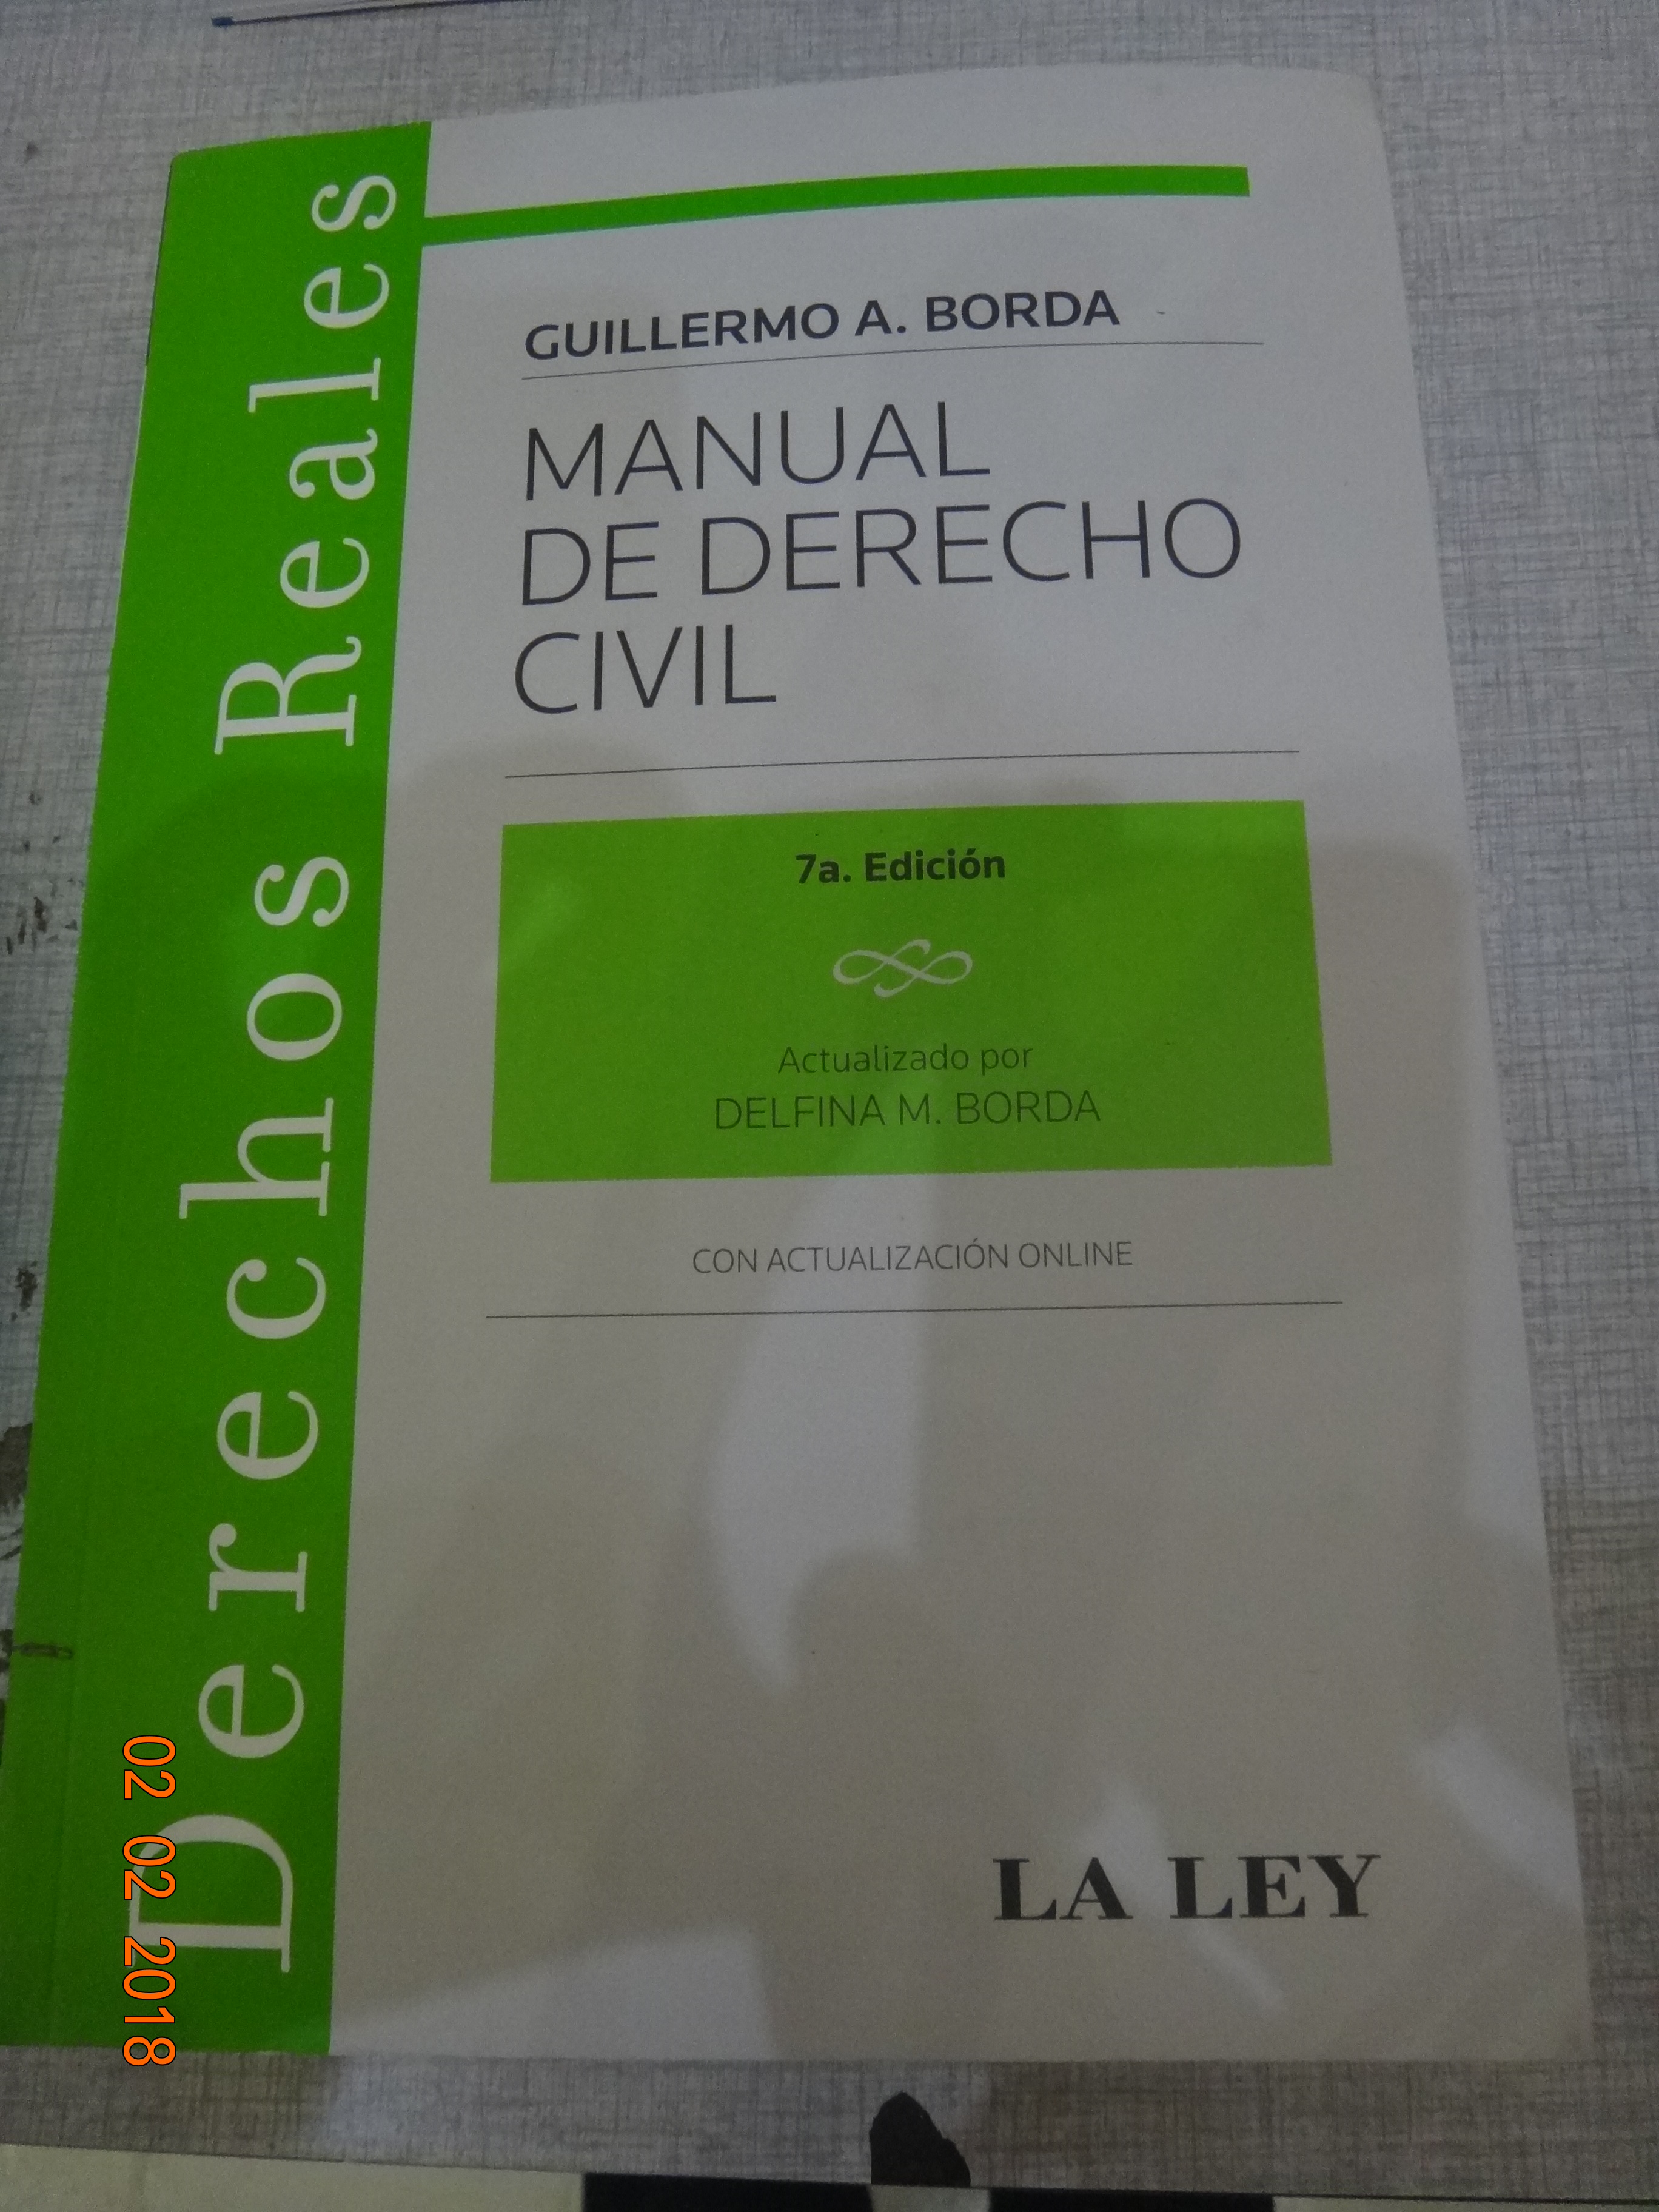 Derechos Reales
GUILLERMO A. BORDA
MANUAL
DE DERECHO
CIVIL
7a. Edición
Actualizado por
DELFINA M. BORDA
CON ACTUALIZACIÓN ONLINE
LA LEY
02 02 2018